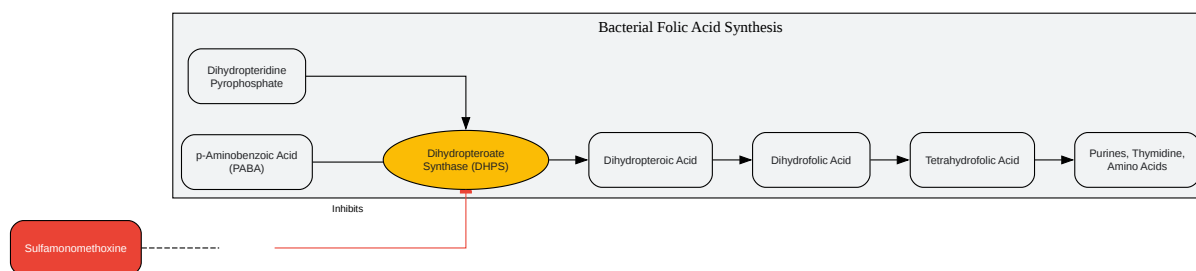 Bacterial Folic Acid Synthesis
Dihydropteridine
Pyrophosphate
p-Aminobenzoic Acid
(PABA)
Dihydropteroate
Synthase (DHPS)
Dihydropteroic Acid
Dihydrofolic Acid
Tetrahydrofolic Acid
Purines, Thymidine,
Amino Acids
Inhibits
Sulfamonomethoxine